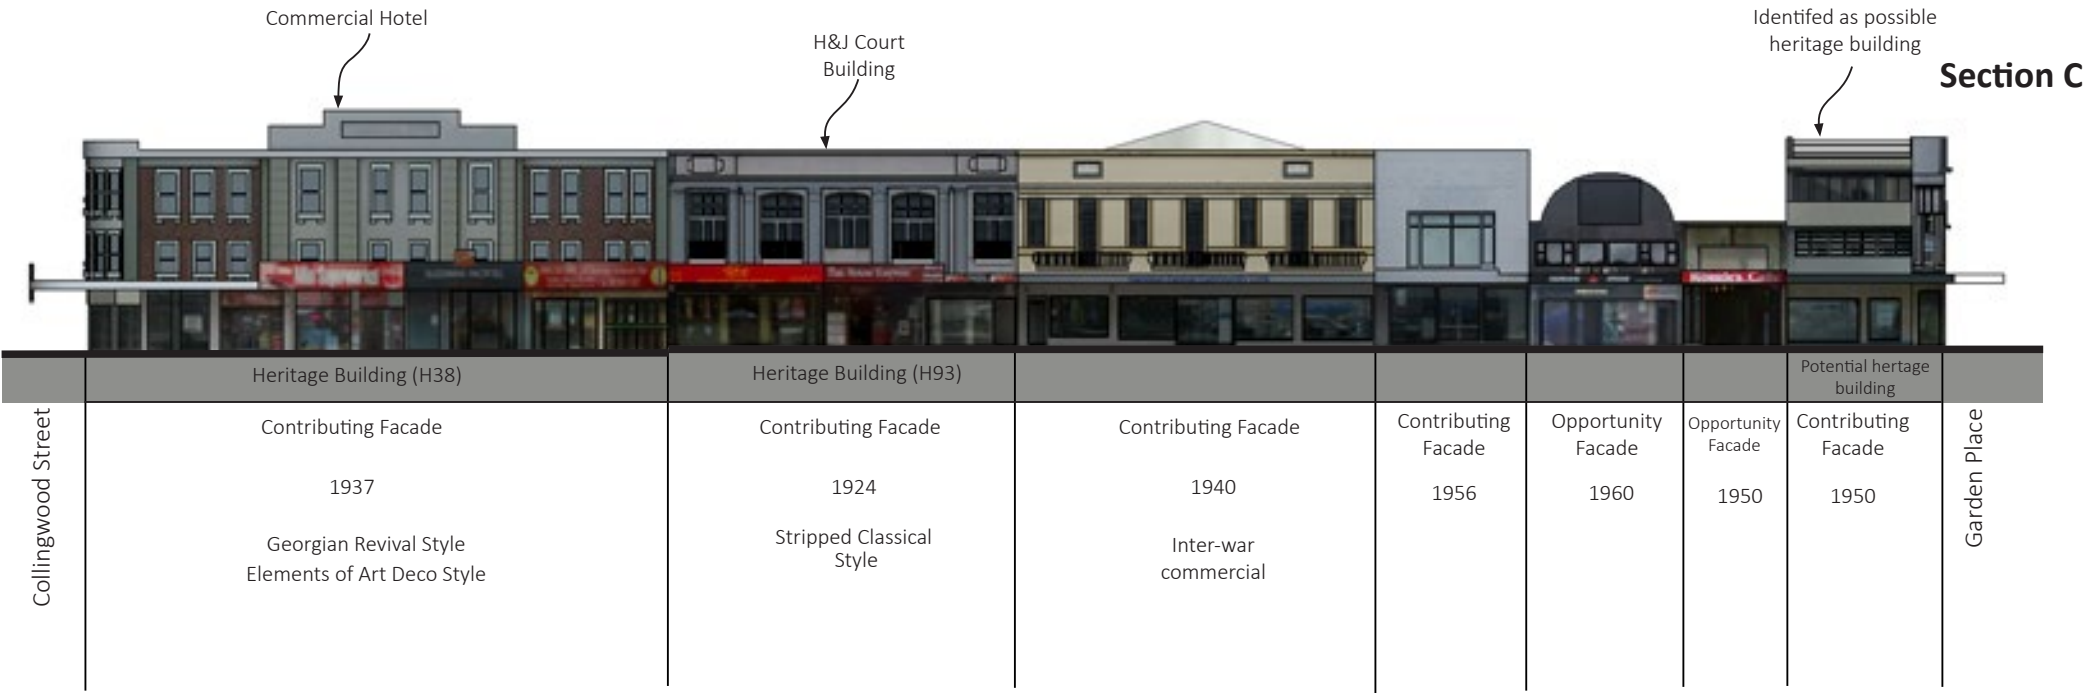 Commercial Hotel
H&J Court
Building
Identifed as possible
heritage building
Section C
Heritage Building (H38)
Heritage Building (H93)
Potential hertage
building
Collingwood Street
Contributing Facade
1937
Georgian Revival Style
Elements of Art Deco Style
Contributing Facade
1924
Stripped Classical
Style
Contributing Facade
1940
Inter-war
commercial
Contributing
Facade
1956
Opportunity
Facade
1960
Opportunity
Facade
1950
Contributing
Facade
1950
Garden Place